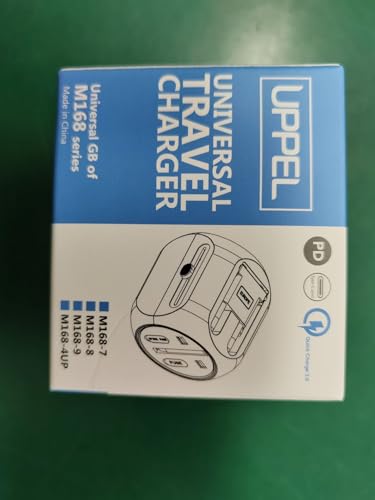 UPPEL
UNIVERSAL
TRAVEL
CHARGER
Universal GB of
M168 series
Made in China
PD
Quick Charge 3.0
M168-7
M168-8
M168-9
M168-4UP
FUSE